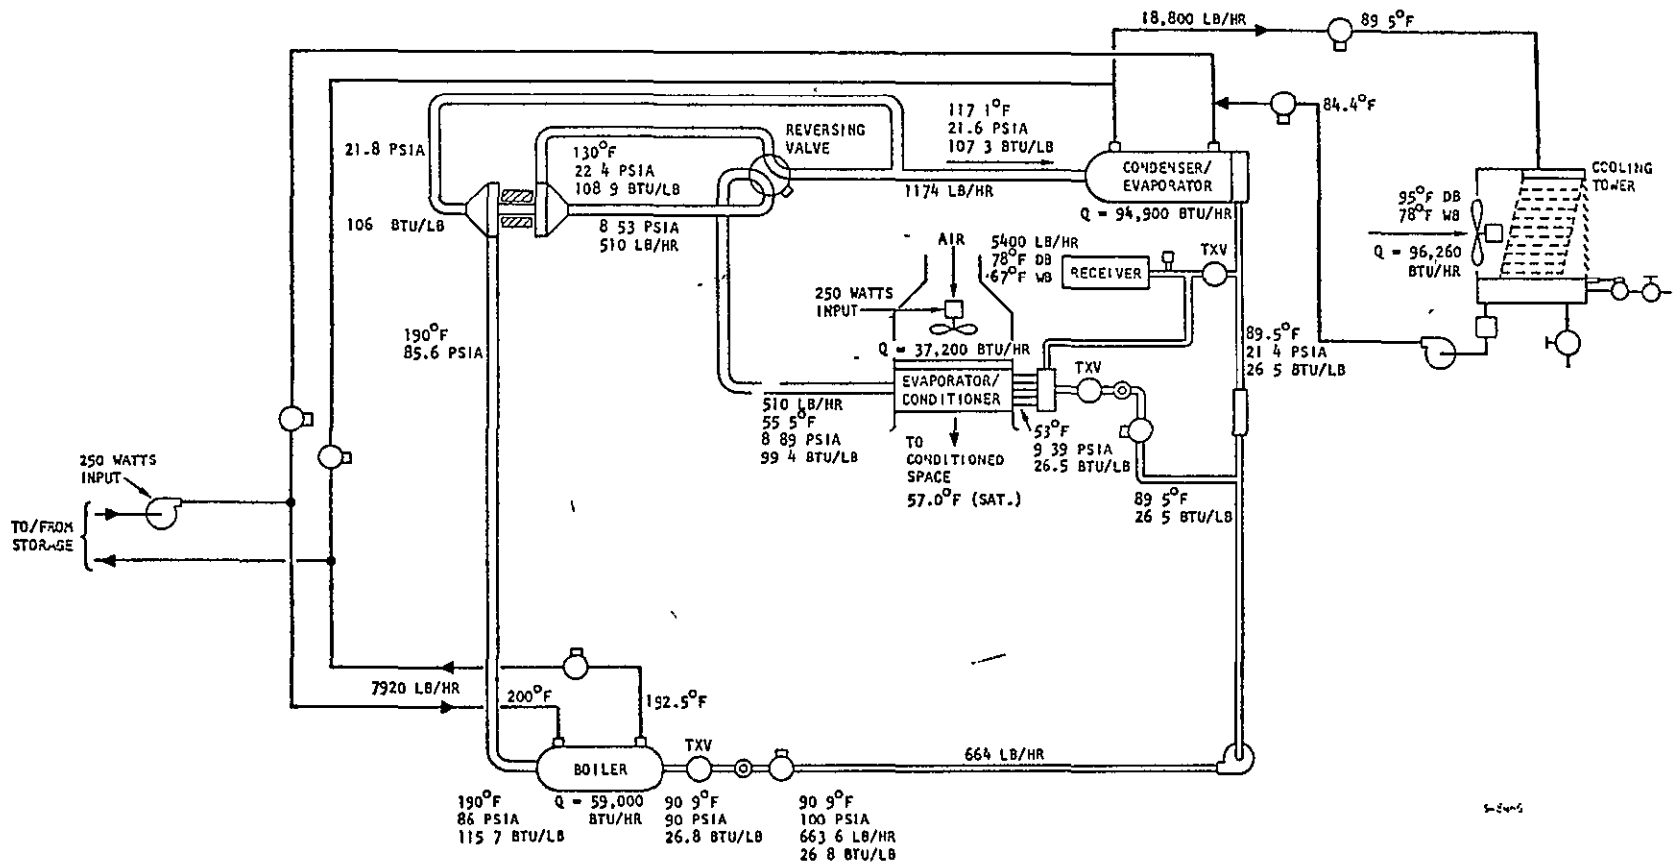 18,800 LB/HR
89 5°F
84.4°F
117 1°F
21.6 PSIA
107 3 BTU/LB
REVERSING
VALVE
21.8 PSIA
130°F
22 4 PSIA
108 9 BTU/LB
CONDENSER/
EVAPORATOR
1174 LB/HR
Q = 94,900 BTU/HR
COOLING
TOWER
95°F DB
78°F WB
Q = 96,260
BTU/HR
106 BTU/LB
8 53 PSIA
510 LB/HR
AIR
5400 LB/HR
78°F DB
67°F WB
RECEIVER
TXV
250 WATTS
INPUT
190°F
85.6 PSIA
Q = 37,200 BTU/HR
EVAPORATOR/
CONDITIONER
TXV
89.5°F
21 4 PSIA
26 5 BTU/LB
510 LB/HR
55 5°F
8 89 PSIA
99 4 BTU/LB
TO
CONDITIONED
SPACE
57.0°F (SAT.)
53°F
9 39 PSIA
26.5 BTU/LB
89 5°F
26 5 BTU/LB
250 WATTS
INPUT
TO/FROM
STORAGE
7920 LB/HR
200°F
192.5°F
TXV
664 LB/HR
BOILER
190°F
86 PSIA
115 7 BTU/LB
Q = 59,000
BTU/HR
90 9°F
90 PSIA
26.8 BTU/LB
90 9°F
100 PSIA
663 6 LB/HR
26 8 BTU/LB